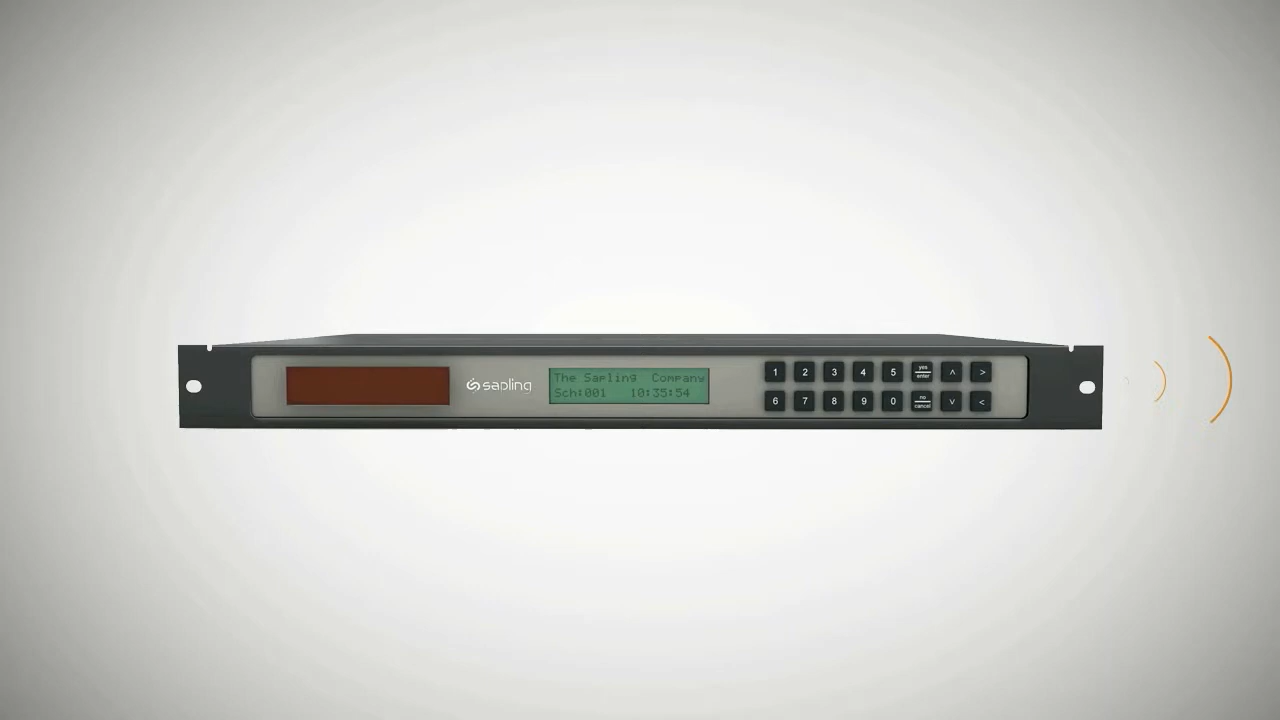 sapling
The Sapling Company
Sch:001 10:35:54
1 2 3 4 5 yes enter ^ >
6 7 8 9 0 no cancel v <